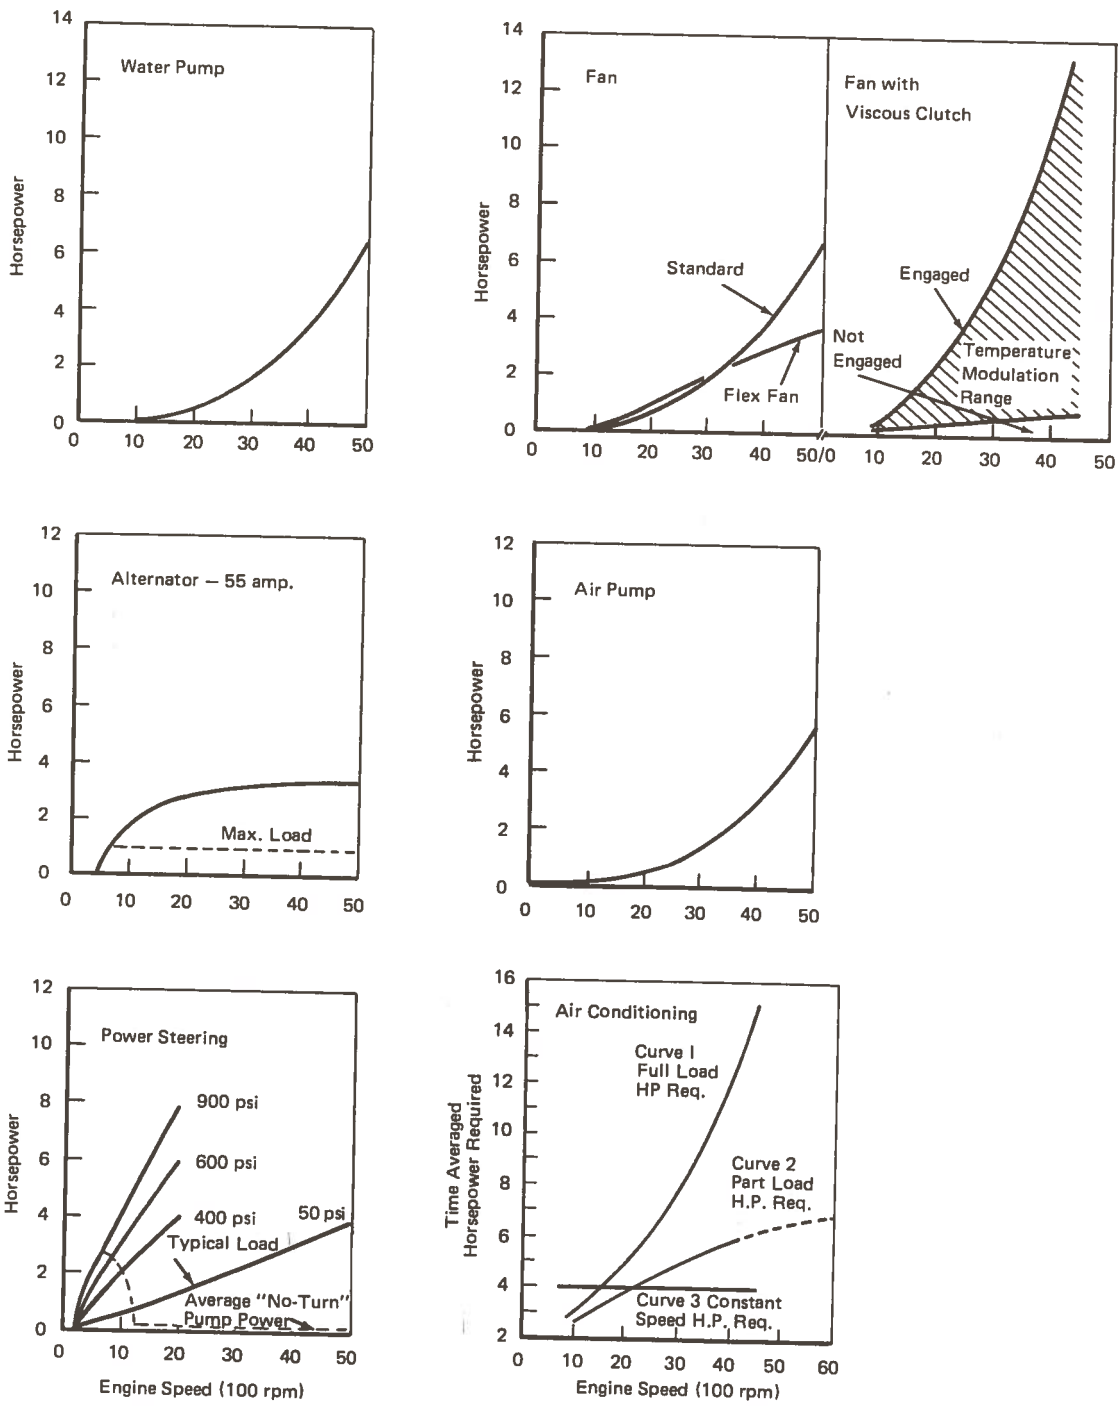 14
12
10
8
6
4
2
0
Horsepower
Water Pump
0
10
20
30
40
50
14
12
10
8
6
4
2
0
Horsepower
Fan
Standard
Flex Fan
0
10
20
30
40
50/0
Fan with
Viscous Clutch
Engaged
Not
Engaged
Temperature
Modulation
Range
10
20
30
40
50
12
10
8
6
4
2
0
Horsepower
Alternator — 55 amp.
Max. Load
0
10
20
30
40
50
12
10
8
6
4
2
0
Horsepower
Air Pump
0
10
20
30
40
50
12
10
8
6
4
2
0
Horsepower
Power Steering
900 psi
600 psi
400 psi
50 psi
Typical Load
Average "No-Turn"
Pump Power
0
10
20
30
40
50
Engine Speed (100 rpm)
16
14
12
10
8
6
4
2
Time Averaged
Horsepower Required
Air Conditioning
Curve I
Full Load
HP Req.
Curve 2
Part Load
H.P. Req.
Curve 3 Constant
Speed H.P. Req.
0
10
20
30
40
50
60
Engine Speed (100 rpm)